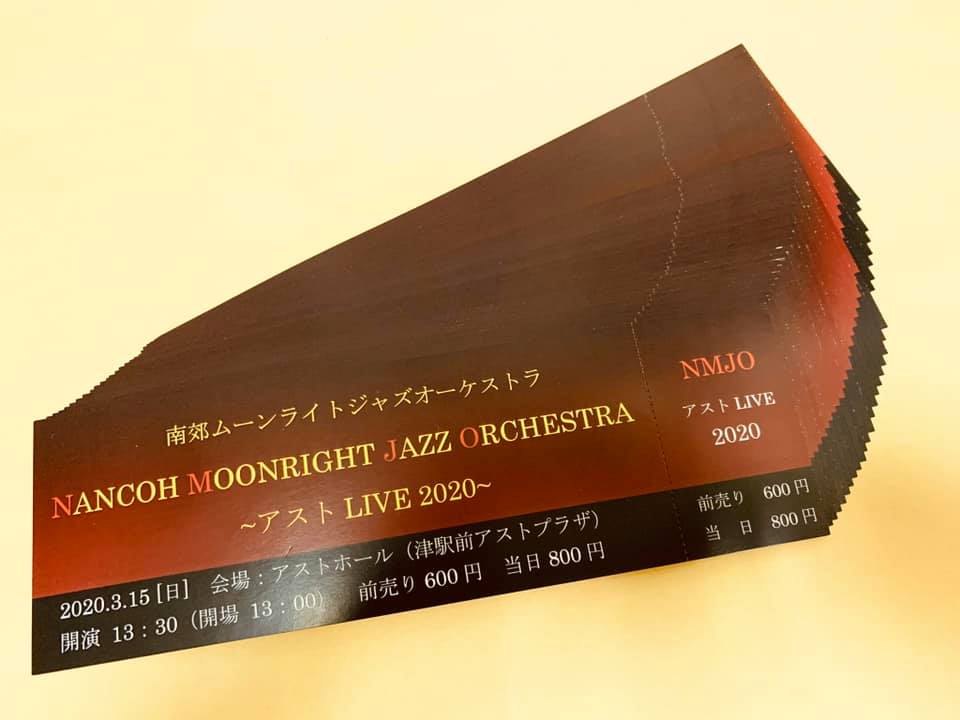 南郊ムーンライトジャズオーケストラ
NANCOH MOONRIGHT JAZZ ORCHESTRA
~アスト LIVE 2020~
2020.3.15 [日] 会場：アストホール（津駅前アストプラザ）
開演 13：30（開場 13：00） 前売り 600 円 当日 800 円
NMJO
アスト LIVE
2020
前売り 600 円
当 日 800 円